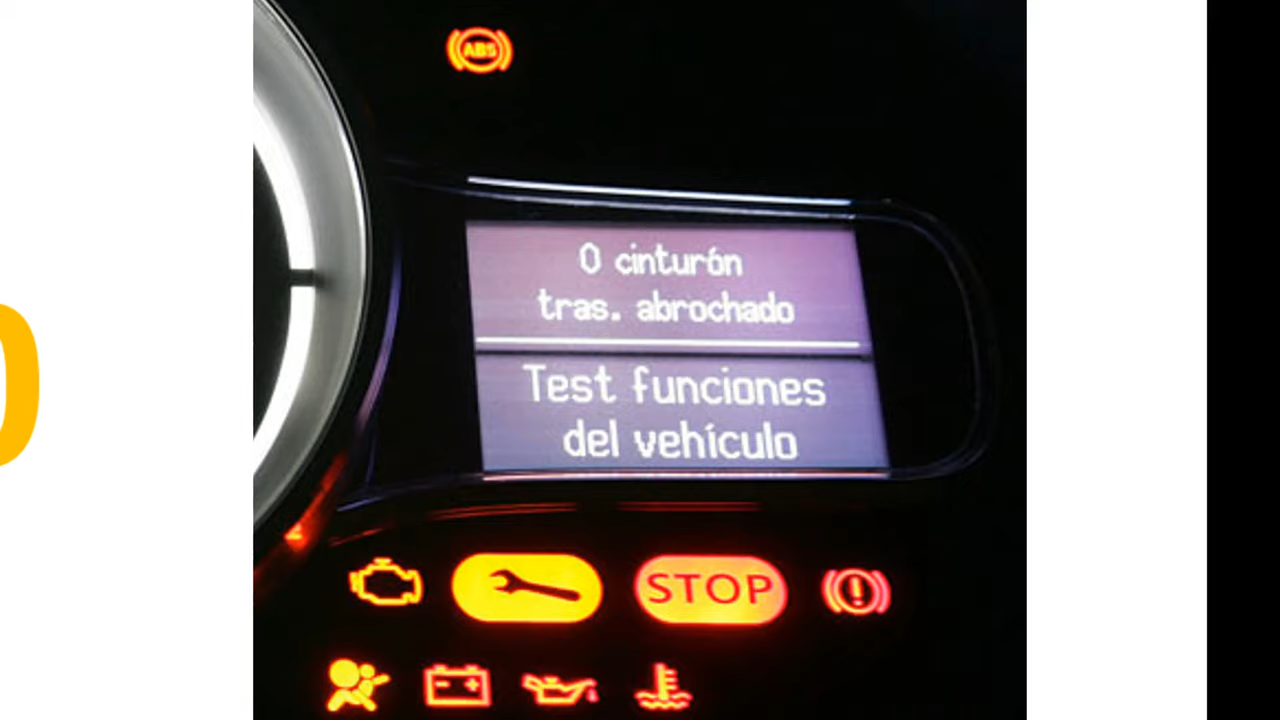 ABS
0 cinturón
tras. abrochado
Test funciones
del vehículo
STOP